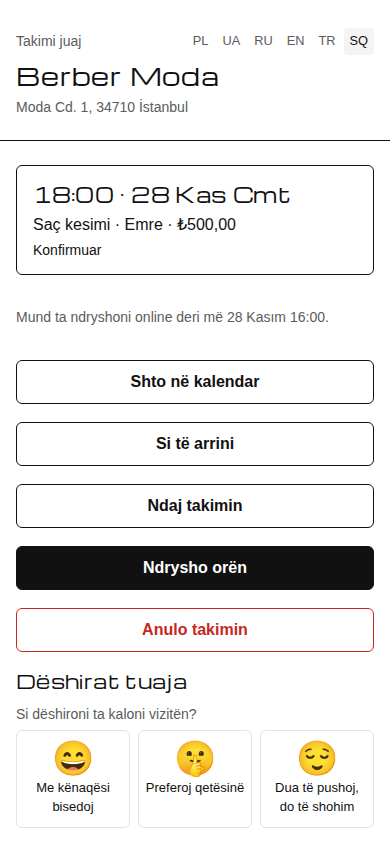 Takimi juaj
PL UA RU EN TR SQ
Berber Moda
Moda Cd. 1, 34710 İstanbul
18:00 · 28 Kas Cmt
Saç kesimi · Emre · ₺500,00
Konfirmuar
Mund ta ndryshoni online deri më 28 Kasım 16:00.
Shto në kalendar
Si të arrini
Ndaj takimin
Ndrysho orën
Anulo takimin
Dëshirat tuaja
Si dëshironi ta kaloni vizitën?
Me kënaqësi bisedoj
Preferoj qetësinë
Dua të pushoj, do të shohim